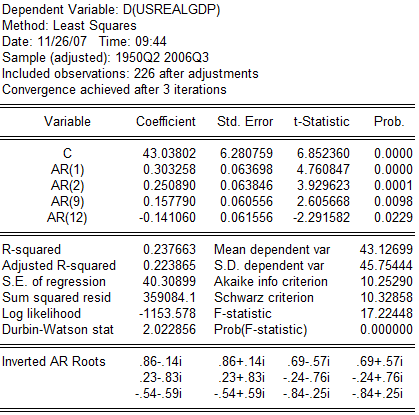 Dependent Variable: D(USREALGDP)
Method: Least Squares
Date: 11/26/07 Time: 09:44
Sample (adjusted): 1950Q2 2006Q3
Included observations: 226 after adjustments
Convergence achieved after 3 iterations
Variable Coefficient Std. Error t-Statistic Prob.
C 43.03802 6.280759 6.852360 0.0000
AR(1) 0.303258 0.063698 4.760847 0.0000
AR(2) 0.250890 0.063846 3.929623 0.0001
AR(9) 0.157790 0.060556 2.605668 0.0098
AR(12) -0.141060 0.061556 -2.291582 0.0229
R-squared 0.237663 Mean dependent var 43.12699
Adjusted R-squared 0.223865 S.D. dependent var 45.75444
S.E. of regression 40.30899 Akaike info criterion 10.25290
Sum squared resid 359084.1 Schwarz criterion 10.32858
Log likelihood -1153.578 F-statistic 17.22448
Durbin-Watson stat 2.022856 Prob(F-statistic) 0.000000
Inverted AR Roots .86-.14i .86+.14i .69-.57i .69+.57i
.23-.83i .23+.83i -.24-.76i -.24+.76i
-.54-.59i -.54+.59i -.84-.25i -.84+.25i